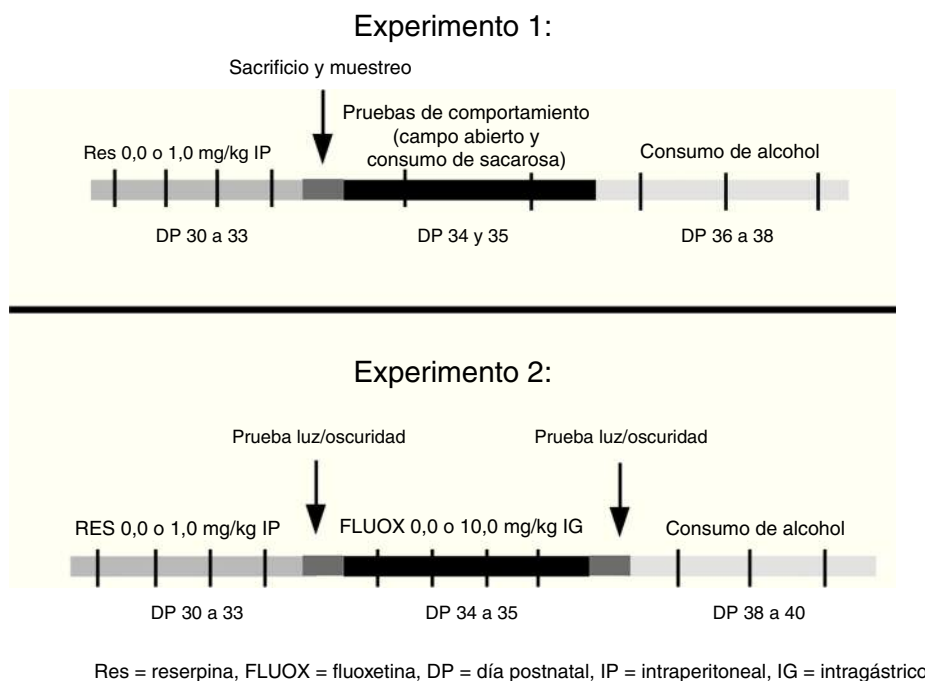 Experimento 1:
Sacrificio y muestreo
Pruebas de comportamiento
(campo abierto y
consumo de sacarosa)
Res 0,0 o 1,0 mg/kg IP
Consumo de alcohol
DP 30 a 33
DP 34 y 35
DP 36 a 38
Experimento 2:
Prueba luz/oscuridad
Prueba luz/oscuridad
RES 0,0 o 1,0 mg/kg IP
FLUOX 0,0 o 10,0 mg/kg IG
Consumo de alcohol
DP 30 a 33
DP 34 a 35
DP 38 a 40
Res = reserpina, FLUOX = fluoxetina, DP = día postnatal, IP = intraperitoneal, IG = intragástrico